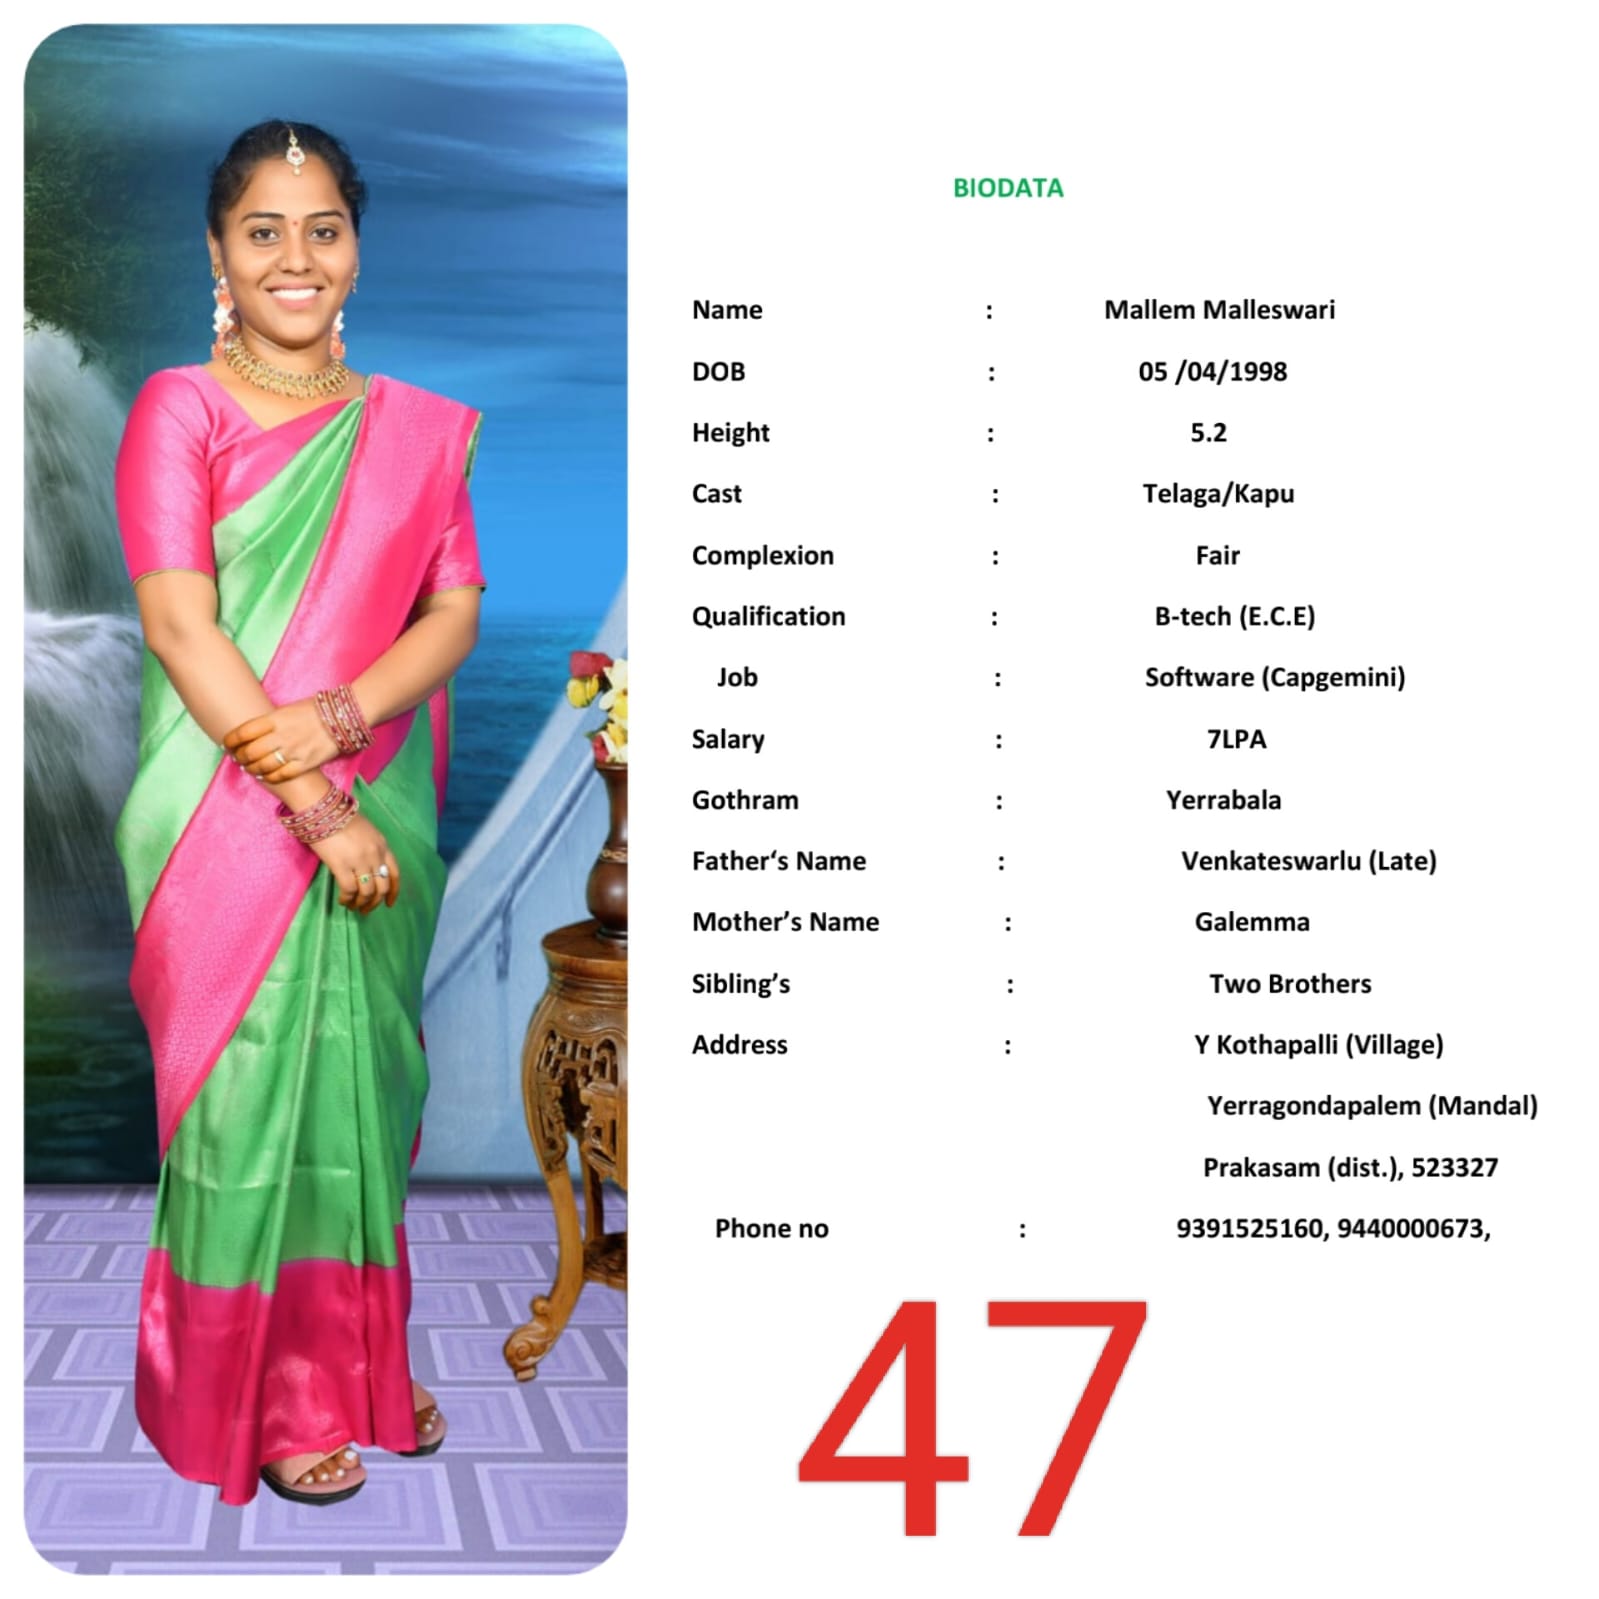 BIODATA
Name : Mallem Malleswari
DOB : 05 /04/1998
Height : 5.2
Cast : Telaga/Kapu
Complexion : Fair
Qualification : B-tech (E.C.E)
Job : Software (Capgemini)
Salary : 7LPA
Gothram : Yerrabala
Father‘s Name : Venkateswarlu (Late)
Mother’s Name : Galemma
Sibling’s : Two Brothers
Address : Y Kothapalli (Village)
Yerragondapalem (Mandal)
Prakasam (dist.), 523327
Phone no : 9391525160, 9440000673,
47